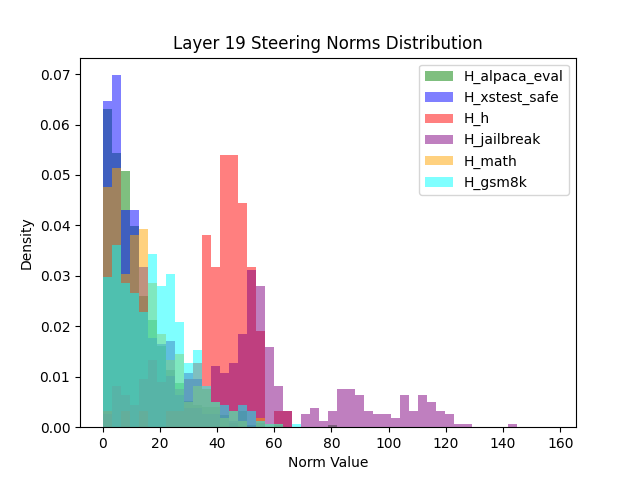 Layer 19 Steering Norms Distribution
H_alpaca_eval
H_xstest_safe
H_h
H_jailbreak
H_math
H_gsm8k
0.07
0.06
0.05
0.04
0.03
0.02
0.01
0.00
Density
0 20 40 60 80 100 120 140 160
Norm Value